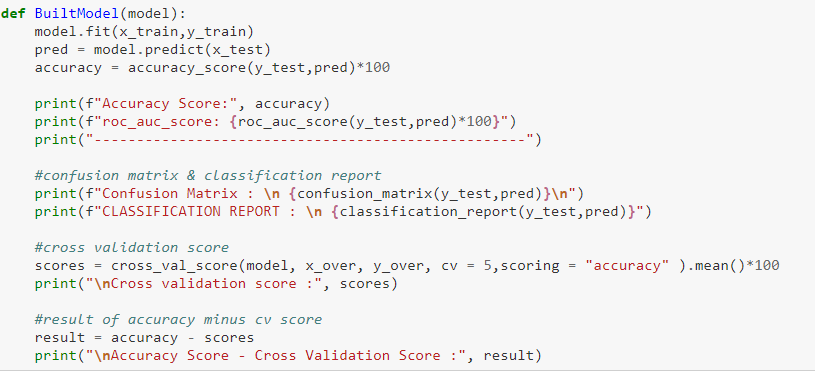 def BuiltModel(model):
    model.fit(x_train,y_train)
    pred = model.predict(x_test)
    accuracy = accuracy_score(y_test,pred)*100
    print(f"Accuracy Score:", accuracy)
    print(f"roc_auc_score: {roc_auc_score(y_test,pred)*100}")
    print("---------------------------------------------------")
    #confusion matrix & classification report
    print(f"Confusion Matrix : \n {confusion_matrix(y_test,pred)}\n")
    print(f"CLASSIFICATION REPORT : \n {classification_report(y_test,pred)}")
    #cross validation score
    scores = cross_val_score(model, x_over, y_over, cv = 5,scoring = "accuracy" ).mean()*100
    print("\nCross validation score :", scores)
    #result of accuracy minus cv score
    result = accuracy - scores
    print("\nAccuracy Score - Cross Validation Score :", result)